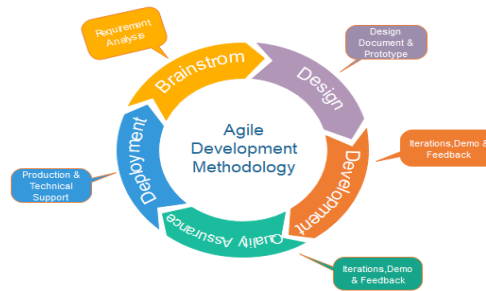 Requirement
Analysis
Brainstrom
Design
Design
Document &
Prototype
Agile
Development
Methodology
Development
Iterations,Demo &
Feedback
Deployment
Production &
Technical
Support
Quality Assurance
Iterations,Demo
& Feedback